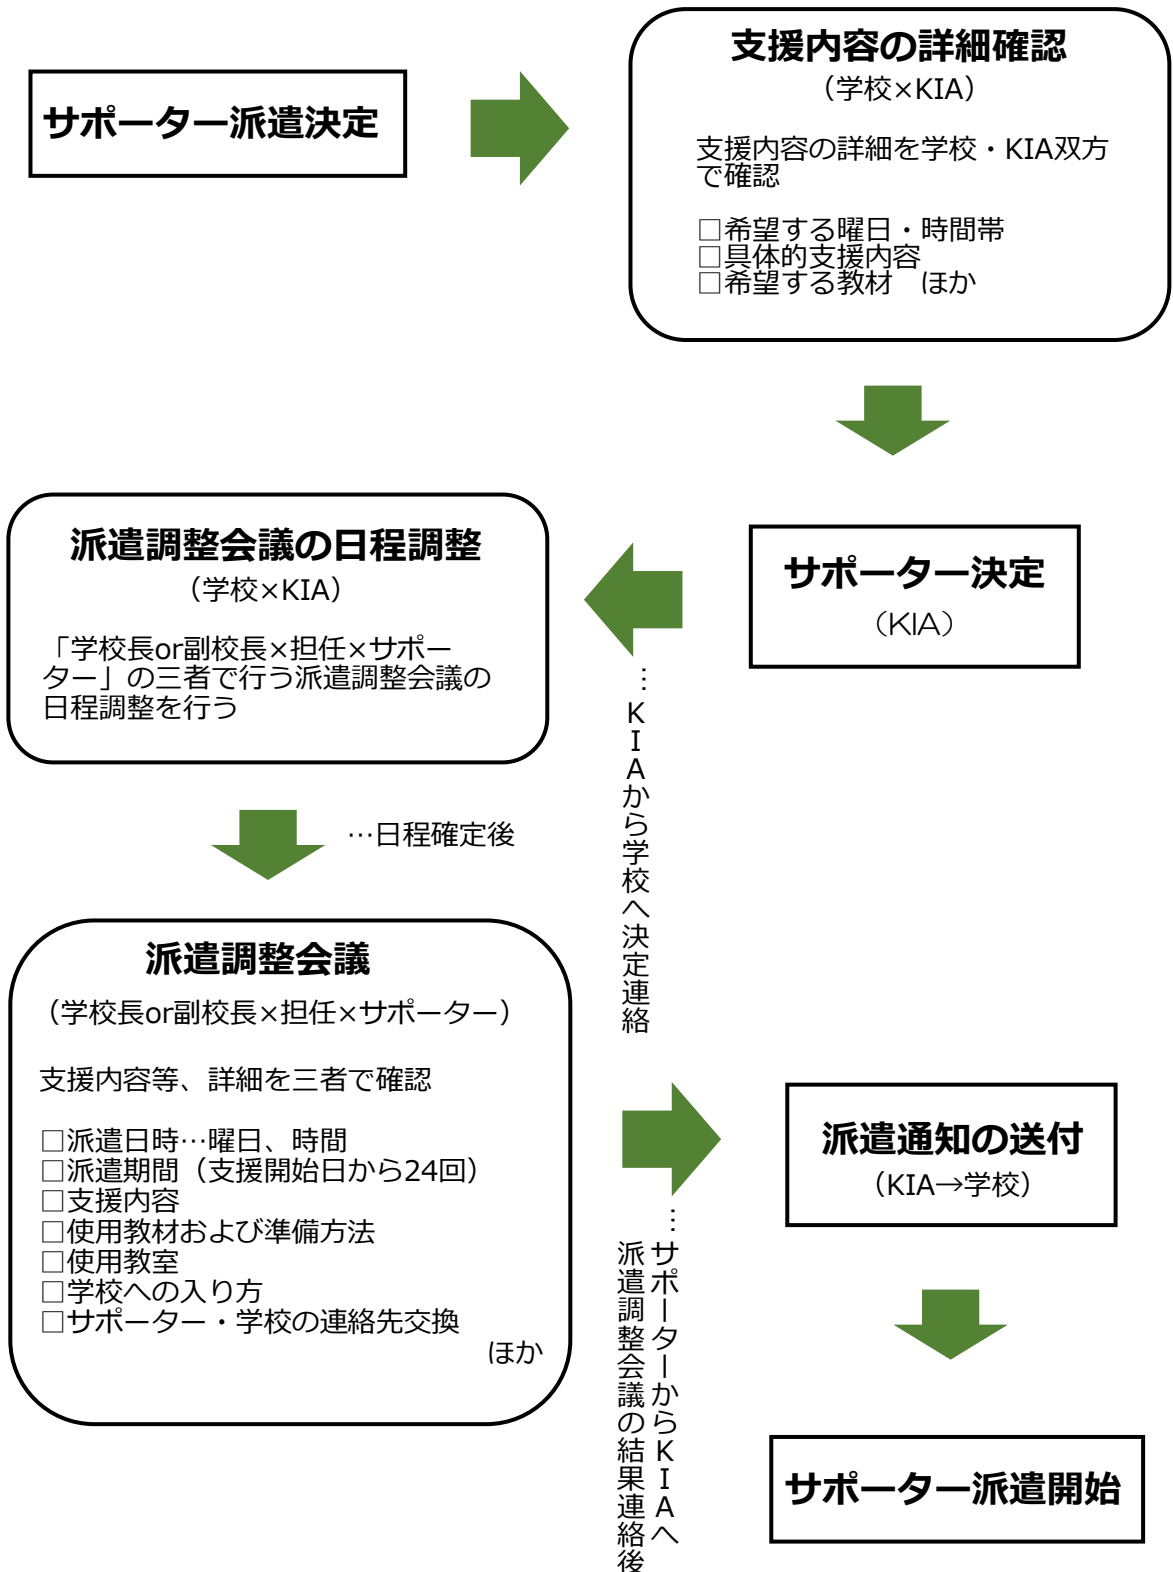 サポーター派遣決定
支援内容の詳細確認
（学校×KIA）
支援内容の詳細を学校・KIA双方
で確認
□希望する曜日・時間帯
□具体的支援内容
□希望する教材　ほか
サポーター決定
（KIA）
…KIAから学校へ決定連絡
派遣調整会議の日程調整
（学校×KIA）
「学校長or副校長×担任×サポー
ター」の三者で行う派遣調整会議の
日程調整を行う
…日程確定後
派遣調整会議
（学校長or副校長×担任×サポーター）
支援内容等、詳細を三者で確認
□派遣日時…曜日、時間
□派遣期間（支援開始日から24回）
□支援内容
□使用教材および準備方法
□使用教室
□学校への入り方
□サポーター・学校の連絡先交換
ほか
…サポーターからKIAへ
派遣調整会議の結果連絡後
派遣通知の送付
（KIA→学校）
サポーター派遣開始